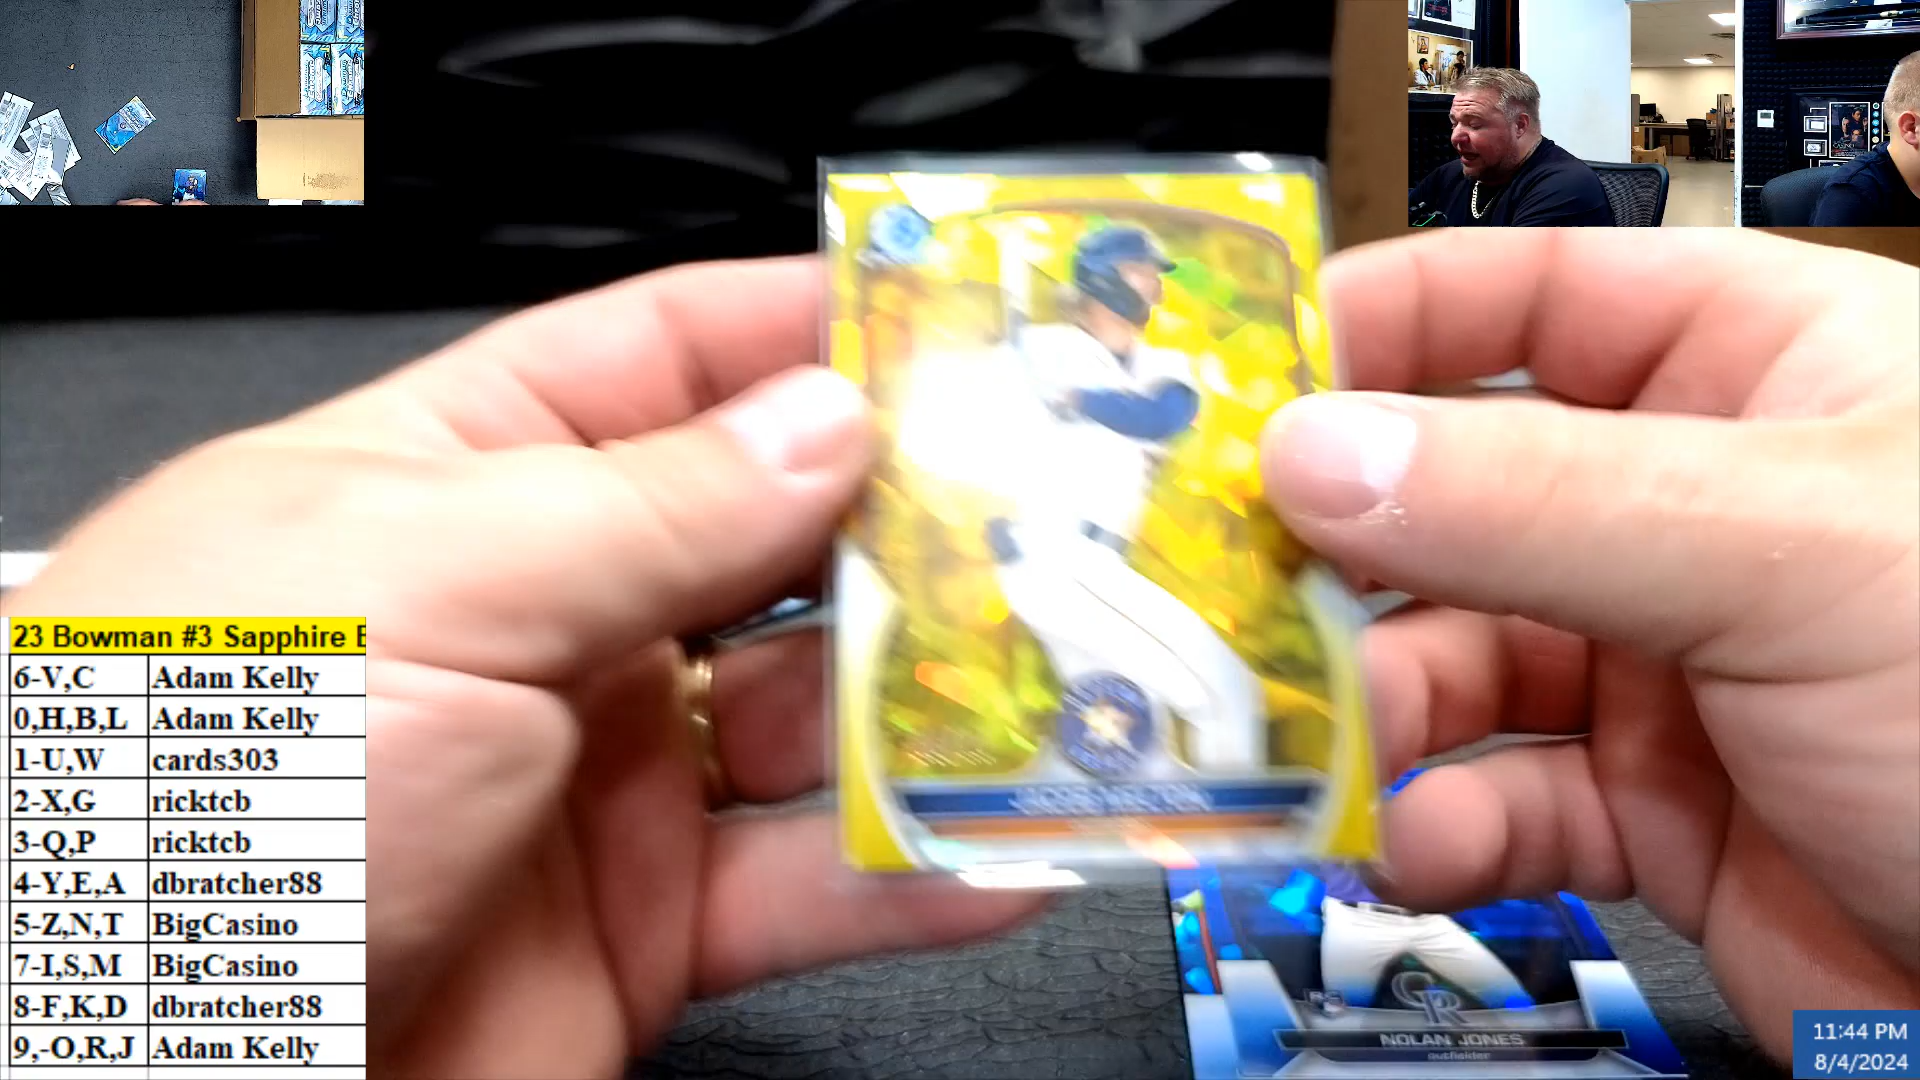 23 Bowman #3 Sapphire
6-V,C Adam Kelly
0,H,B,L Adam Kelly
1-U,W cards303
2-X,G ricktcb
3-Q,P ricktcb
4-Y,E,A dbratcher88
5-Z,N,T BigCasino
7-I,S,M BigCasino
8-F,K,D dbratcher88
9,-O,R,J Adam Kelly
CR
NOLAN JONES
outfielder
11:44 PM
8/4/2024